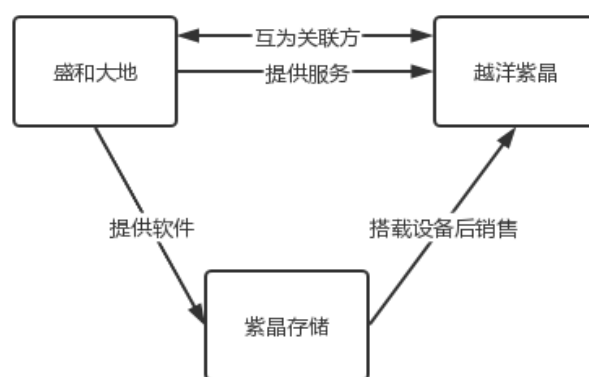 互为关联方
盛和大地
提供服务
越洋紫晶
提供软件
搭载设备后销售
紫晶存储